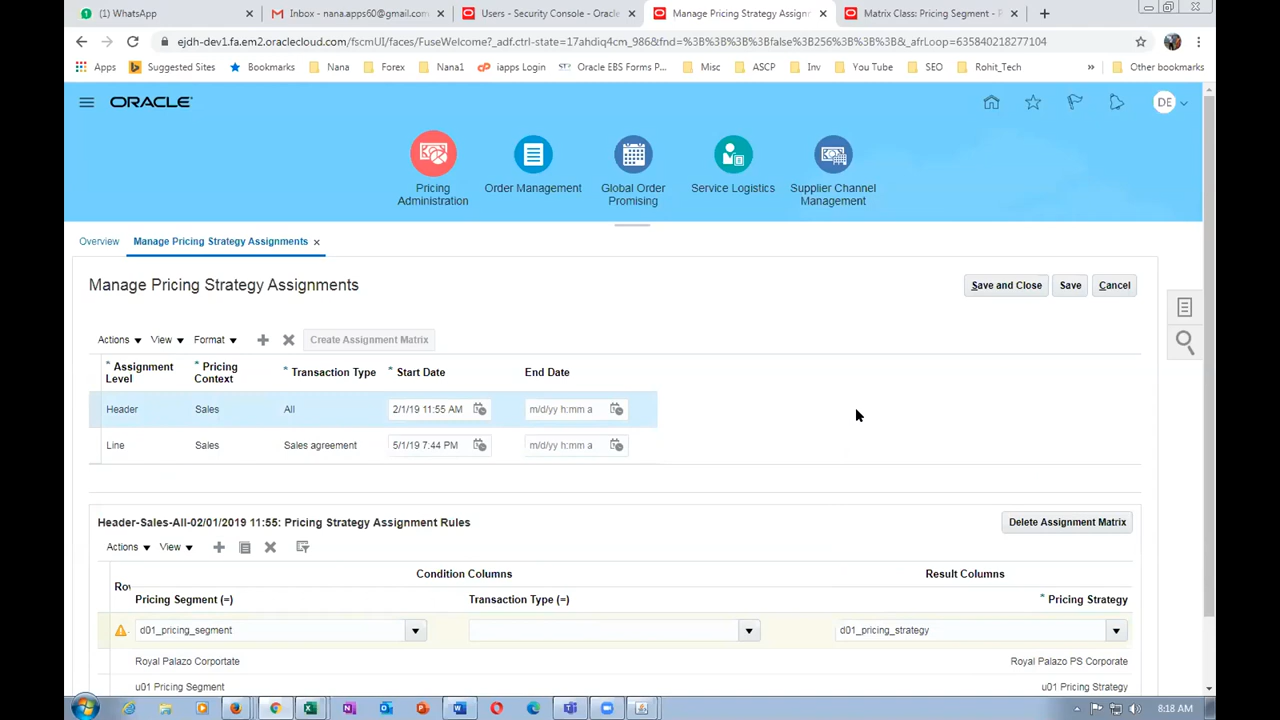 WhatsApp
Inbox - nana.apps60@gmail.com
Users - Security Console - Oracle
Manage Pricing Strategy Assignm
Matrix Class: Pricing Segment - P
ejdh-dev1.fa.em2.oraclecloud.com/fscmUI/faces/FuseWelcome?_adf.ctrl-state=17ahdiq4cm_986&fnd=%3B%3B%3B%3Bfalse%3B256%3B%3B%3B&_afrLoop=635840218277104
Apps
Suggested Sites
Bookmarks
Nana
Forex
Nana1
iapps Login
Oracle EBS Forms P...
Misc
ASCP
Inv
You Tube
SEO
Rohit_Tech
»
Other bookmarks
ORACLE
DE
Pricing
Administration
Order Management
Global Order
Promising
Service Logistics
Supplier Channel
Management
Overview
Manage Pricing Strategy Assignments
Manage Pricing Strategy Assignments
Save and Close
Save
Cancel
Actions
View
Format
Create Assignment Matrix
* Assignment
Level
* Pricing
Context
* Transaction Type
* Start Date
End Date
Header
Sales
All
2/1/19 11:55 AM
m/d/yy h:mm a
Line
Sales
Sales agreement
5/1/19 7:44 PM
m/d/yy h:mm a
Header-Sales-All-02/01/2019 11:55: Pricing Strategy Assignment Rules
Delete Assignment Matrix
Actions
View
Condition Columns
Result Columns
Rov
Pricing Segment (=)
Transaction Type (=)
* Pricing Strategy
d01_pricing_segment
d01_pricing_strategy
Royal Palazo Corportate
Royal Palazo PS Corporate
u01 Pricing Segment
u01 Pricing Strategy
8:18 AM